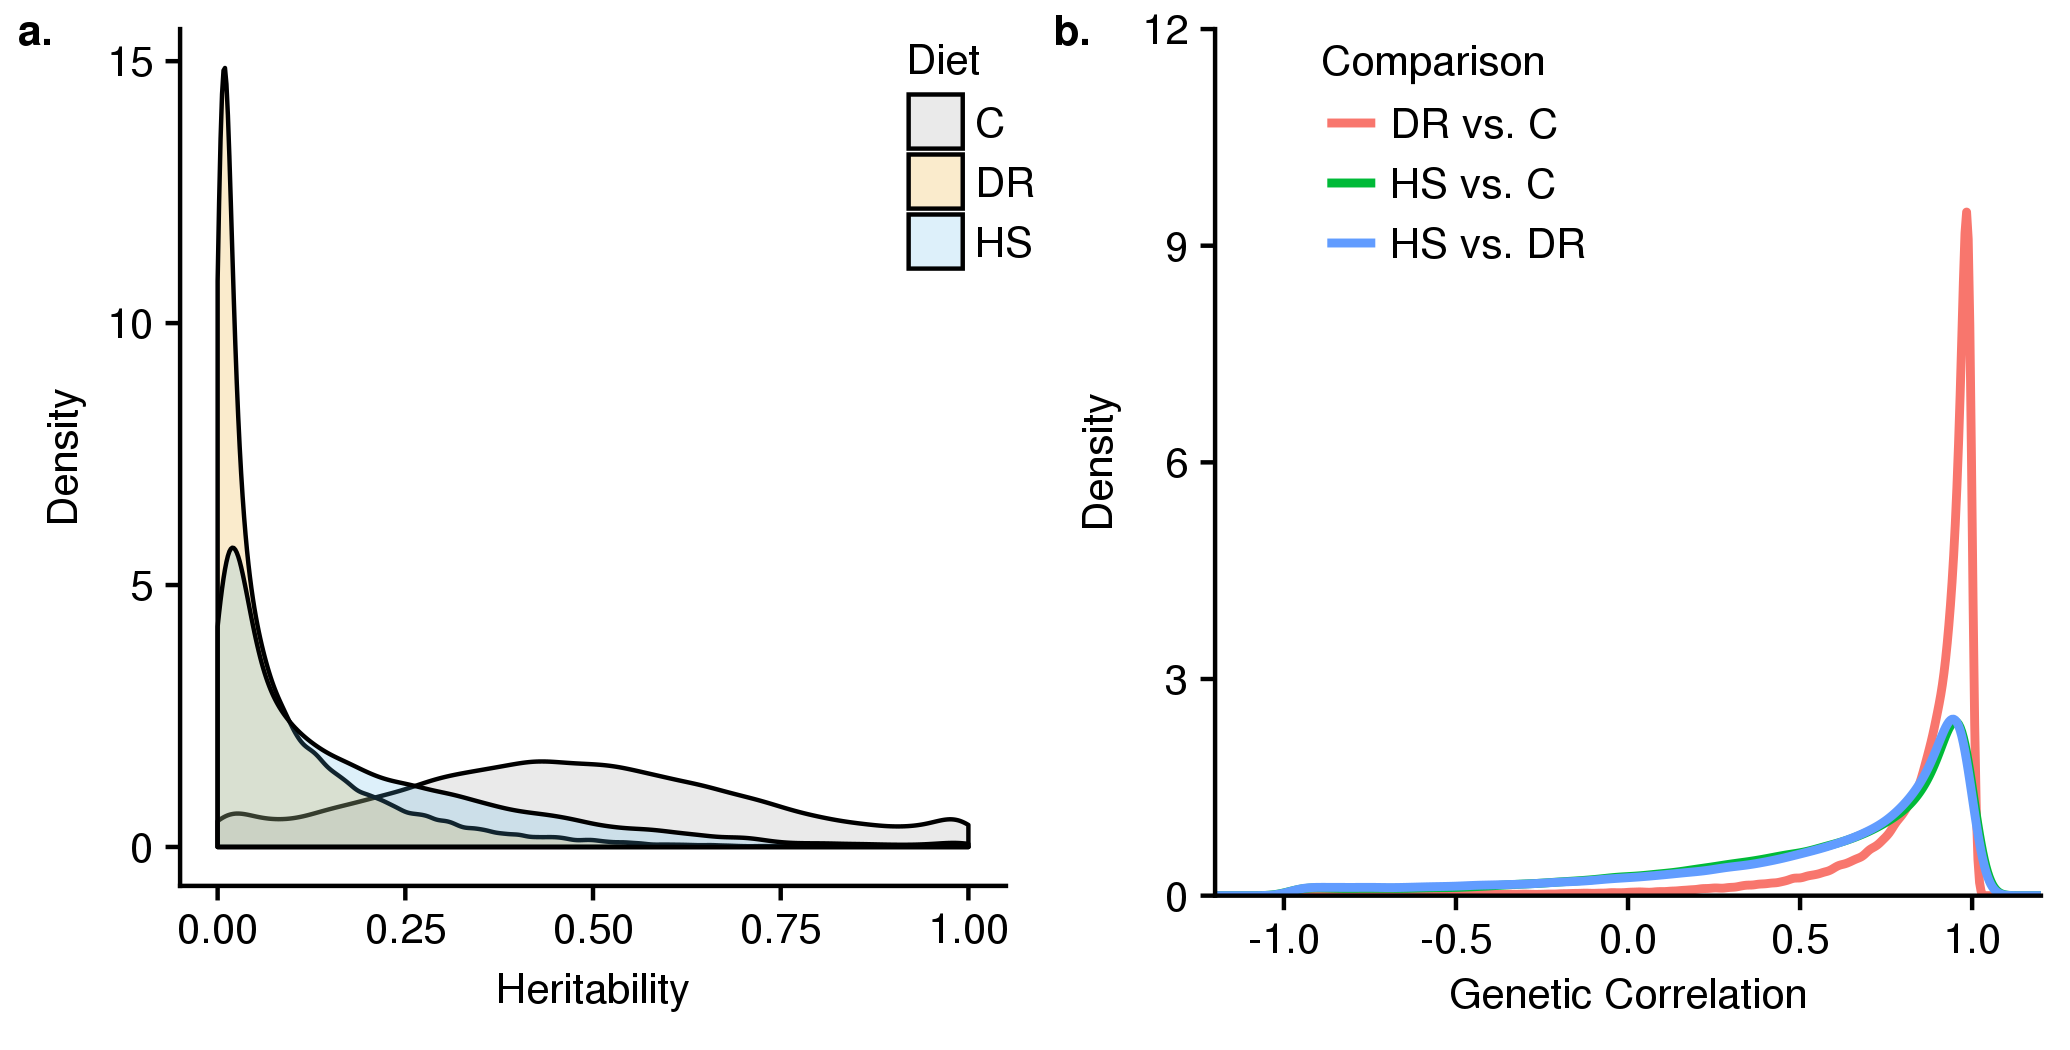 a.
15
10
5
0
Density
0.00 0.25 0.50 0.75 1.00
Heritability
Diet
C
DR
HS
b.
12
9
6
3
0
Density
-1.0 -0.5 0.0 0.5 1.0
Genetic Correlation
Comparison
DR vs. C
HS vs. C
HS vs. DR